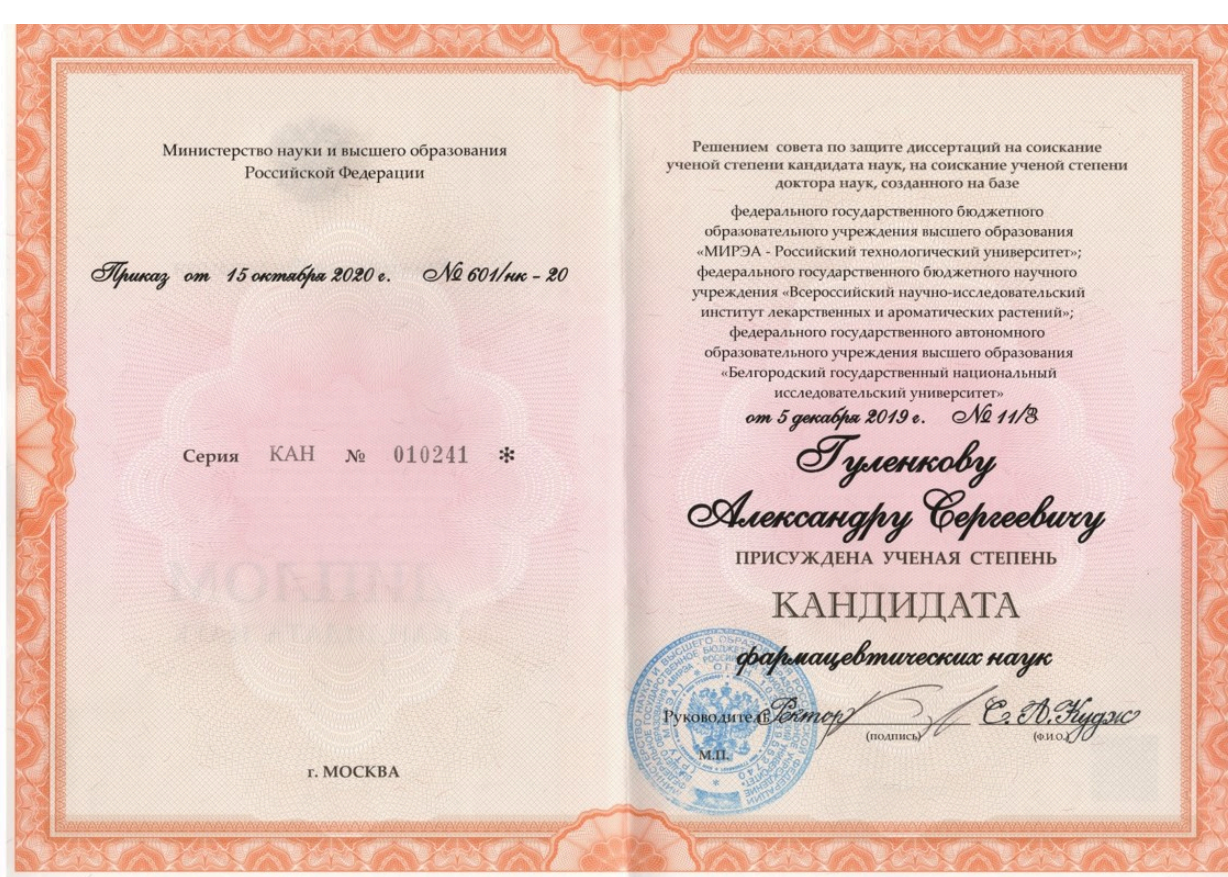 Министерство науки и высшего образования
Российской Федерации
Приказ от 15 октября 2020 г. № 601/нк - 20
Серия КАН № 010241 *
г. МОСКВА
Решением совета по защите диссертаций на соискание
ученой степени кандидата наук, на соискание ученой степени
доктора наук, созданного на базе
федерального государственного бюджетного
образовательного учреждения высшего образования
«МИРЭА - Российский технологический университет»;
федерального государственного бюджетного научного
учреждения «Всероссийский научно-исследовательский
институт лекарственных и ароматических растений»;
федерального государственного автономного
образовательного учреждения высшего образования
«Белгородский государственный национальный
исследовательский университет»
от 5 декабря 2019 г. № 11/З
Гуленкову
Александру Сергеевичу
ПРИСУЖДЕНА УЧЕНАЯ СТЕПЕНЬ
КАНДИДАТА
фармацевтических наук
Руководитель Ректор С. А. Кудж
(подпись) (Ф.И.О.)
М.П.